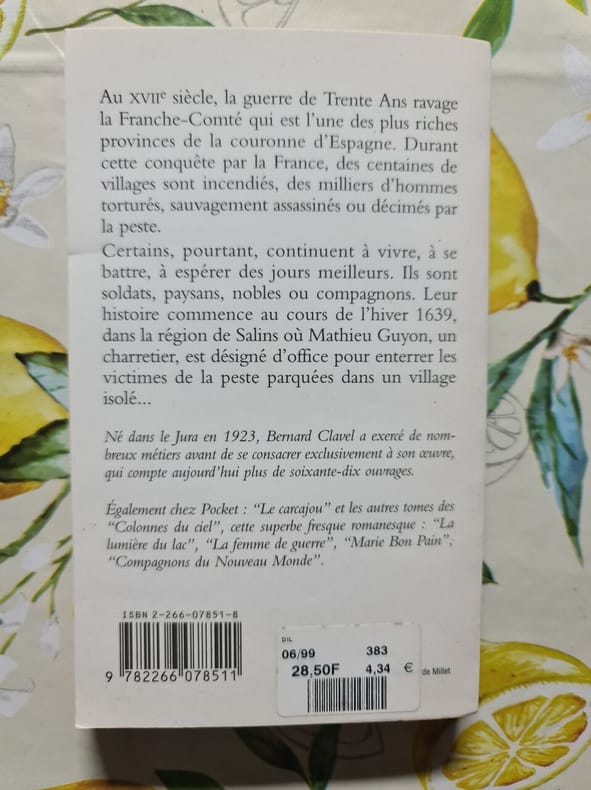 Au XVIIe siècle, la guerre de Trente Ans ravage
la Franche-Comté qui est l'une des plus riches
provinces de la couronne d'Espagne. Durant
cette conquête par la France, des centaines de
villages sont incendiés, des milliers d'hommes
torturés, sauvagement assassinés ou décimés par
la peste.
Certains, pourtant, continuent à vivre, à se
battre, à espérer des jours meilleurs. Ils sont
soldats, paysans, nobles ou compagnons. Leur
histoire commence au cours de l'hiver 1639,
dans la région de Salins où Mathieu Guyon, un
charretier, est désigné d'office pour enterrer les
victimes de la peste parquées dans un village
isolé...
Né dans le Jura en 1923, Bernard Clavel a exercé de nom-
breux métiers avant de se consacrer exclusivement à son œuvre,
qui compte aujourd'hui plus de soixante-dix ouvrages.
Également chez Pocket : “Le carcajou” et les autres tomes des
“Colonnes du ciel”, cette superbe fresque romanesque : “La
lumière du lac”, “La femme de guerre”, “Marie Bon Pain”,
“Compagnons du Nouveau Monde”.
ISBN 2-266-07851-8
9 782266 078511
DIL
06/99 383
28,50F 4,34 €
de Millet